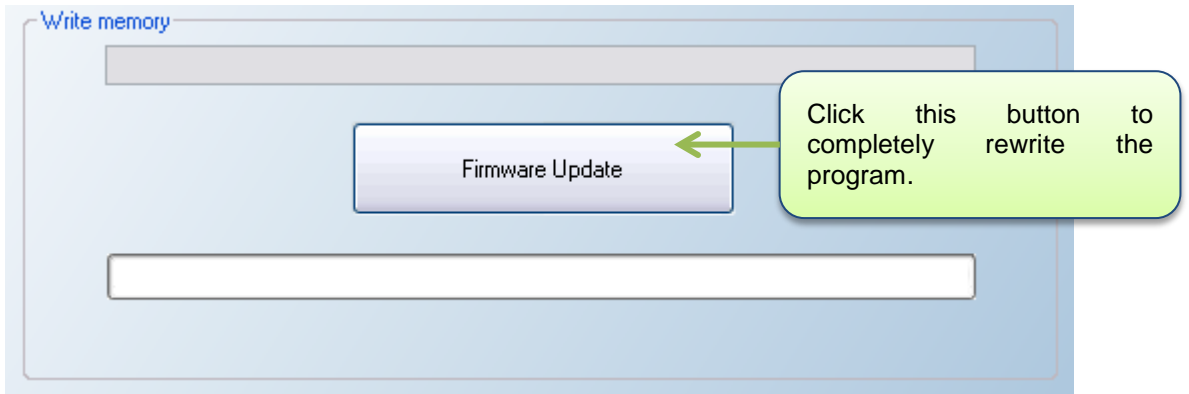 Write memory
Click this button to
completely rewrite the
program.
Firmware Update